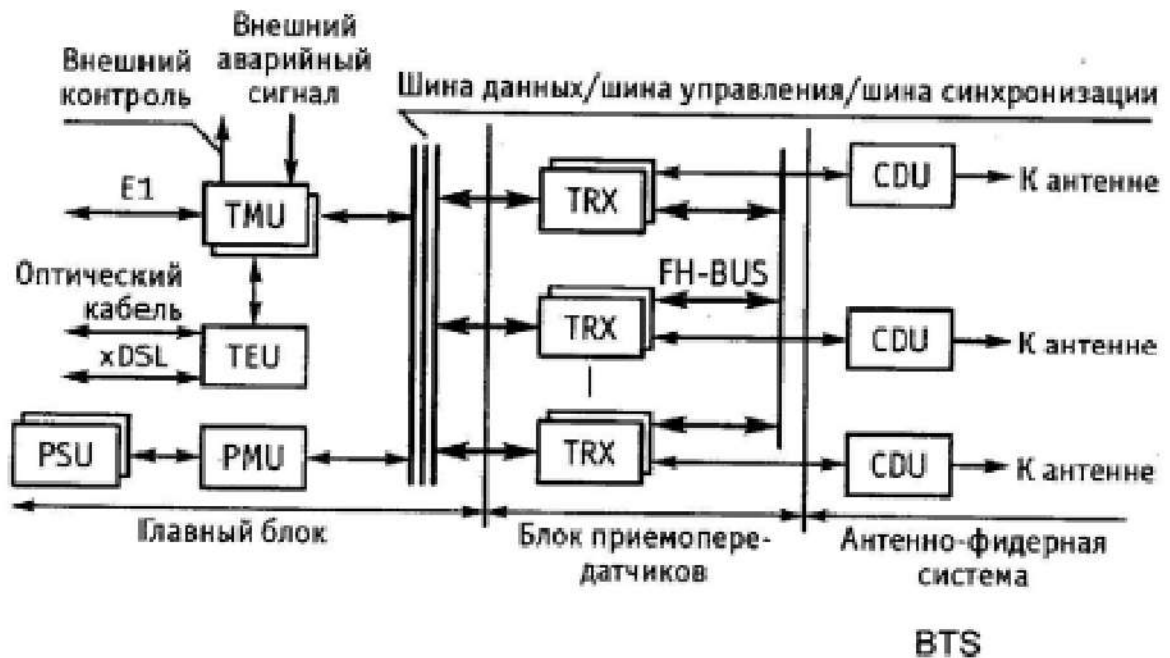 Внешний
контроль
Внешний
аварийный
сигнал
Шина данных/шина управления/шина синхронизации
E1
TMU
TRX
CDU
К антенне
Оптический
кабель
xDSL
TEU
FH-BUS
TRX
CDU
К антенне
PSU
PMU
TRX
CDU
К антенне
Главный блок
Блок приемопере-
датчиков
Антенно-фидерная
система
BTS